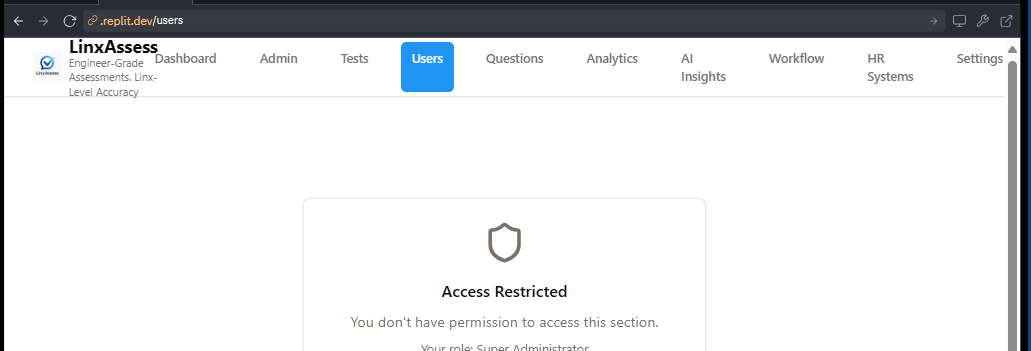 .replit.dev/users
LinxAssess
Engineer-Grade
Assessments. Linx-
Level Accuracy
LinxAssess
Dashboard
Admin
Tests
Users
Questions
Analytics
AI
Insights
Workflow
HR
Systems
Settings
Access Restricted
You don't have permission to access this section.
Your role: Super Administrator